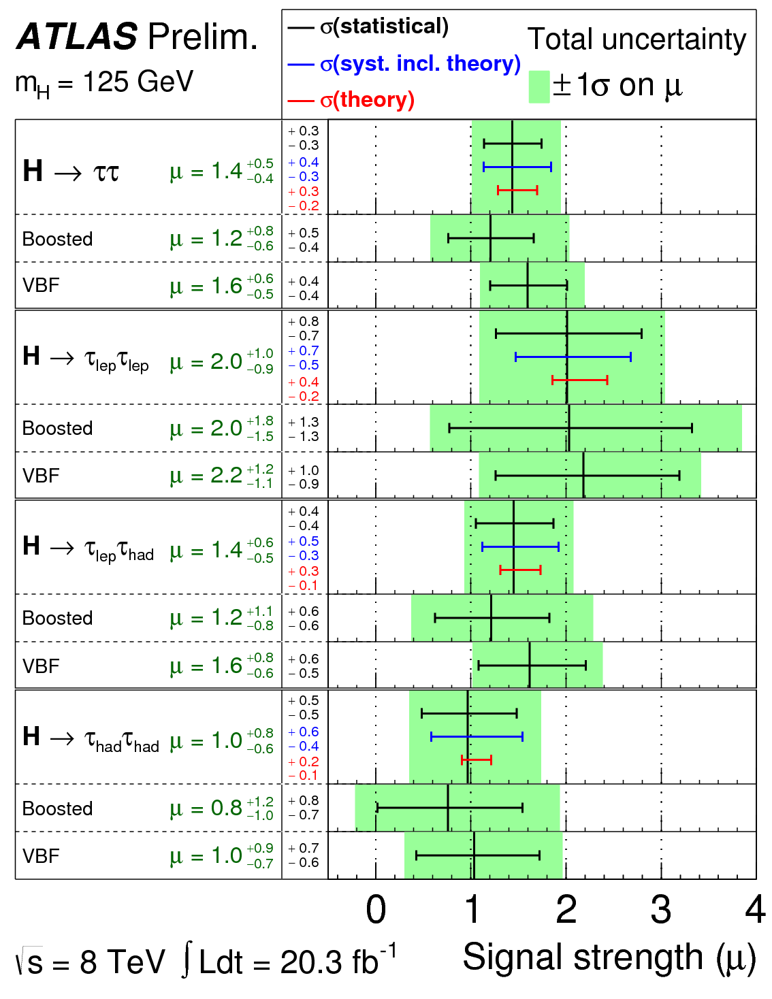 ATLAS Prelim.
m_H = 125 GeV
σ(statistical)
σ(syst. incl. theory)
σ(theory)
Total uncertainty
± 1σ on μ
H → ττ μ = 1.4 +0.5 −0.4
+ 0.3
− 0.3
+ 0.4
− 0.3
+ 0.3
− 0.2
Boosted μ = 1.2 +0.8 −0.6
+ 0.5
− 0.4
VBF μ = 1.6 +0.6 −0.5
+ 0.4
− 0.4
H → τlepτlep μ = 2.0 +1.0 −0.9
+ 0.8
− 0.7
+ 0.7
− 0.5
+ 0.4
− 0.2
Boosted μ = 2.0 +1.8 −1.5
+ 1.3
− 1.3
VBF μ = 2.2 +1.2 −1.1
+ 1.0
− 0.9
H → τlepτhad μ = 1.4 +0.6 −0.5
+ 0.4
− 0.4
+ 0.5
− 0.3
+ 0.3
− 0.1
Boosted μ = 1.2 +1.1 −0.8
+ 0.6
− 0.6
VBF μ = 1.6 +0.8 −0.6
+ 0.6
− 0.5
H → τhadτhad μ = 1.0 +0.8 −0.6
+ 0.5
− 0.5
+ 0.6
− 0.4
+ 0.2
− 0.1
Boosted μ = 0.8 +1.2 −1.0
+ 0.8
− 0.7
VBF μ = 1.0 +0.9 −0.7
+ 0.7
− 0.6
0 1 2 3 4
√s = 8 TeV ∫ Ldt = 20.3 fb-1
Signal strength (μ)